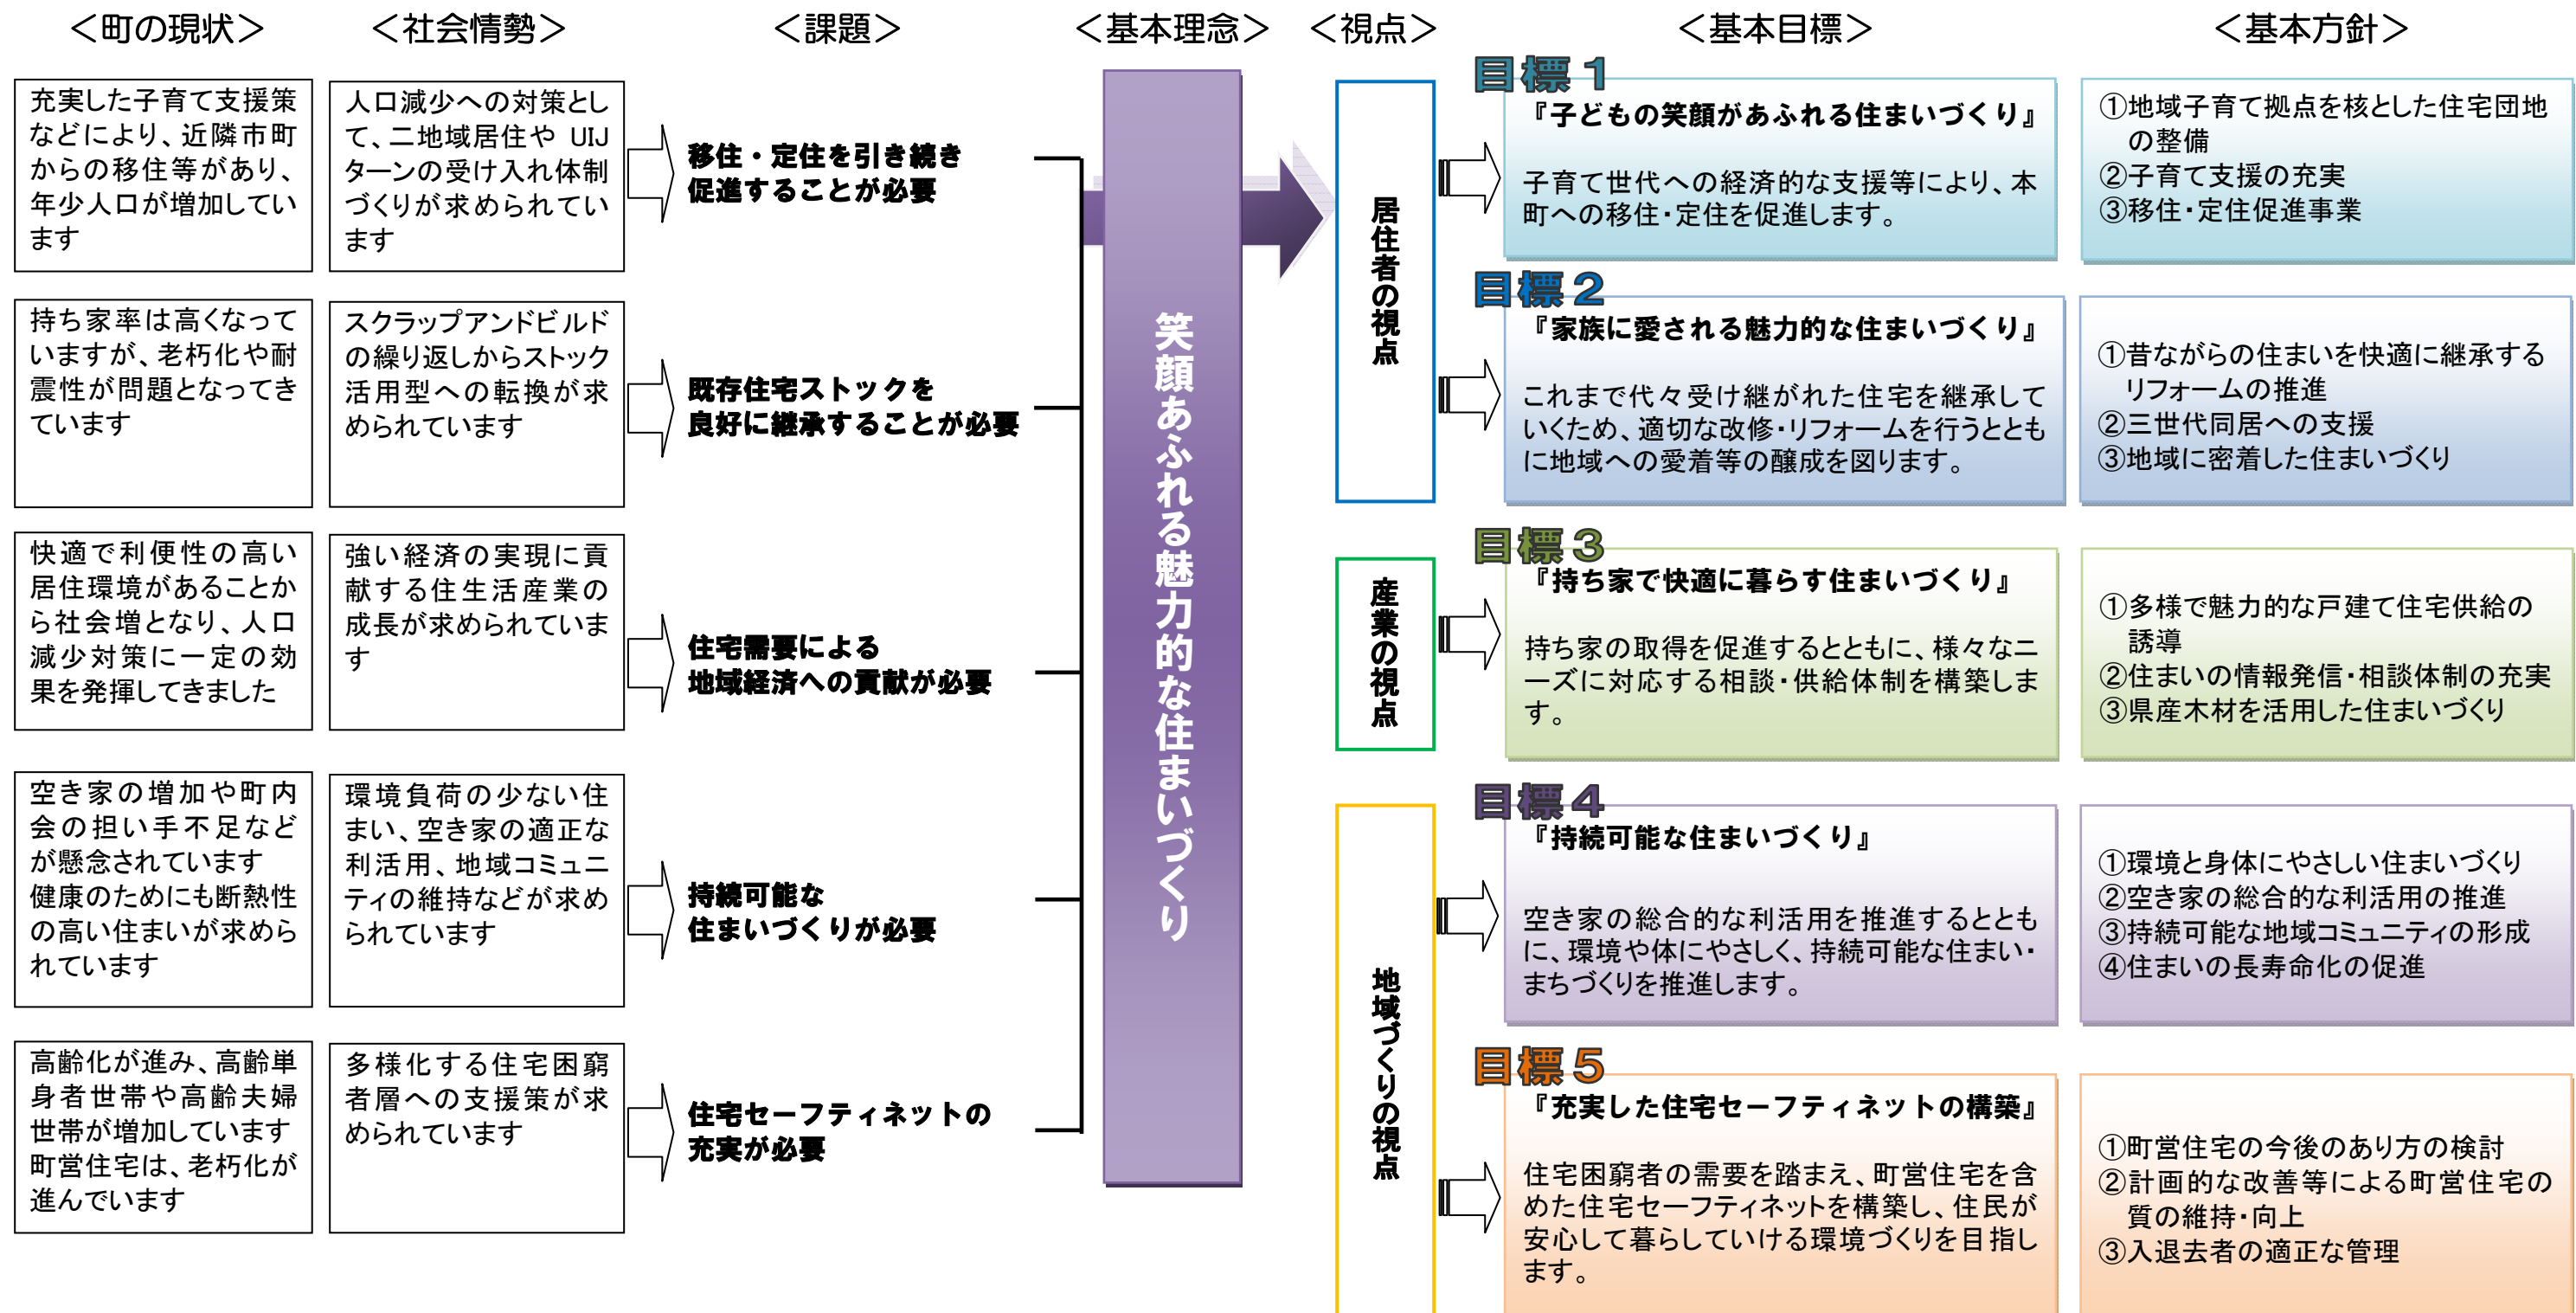 ＜町の現状＞
＜社会情勢＞
＜課題＞
＜基本理念＞
＜視点＞
＜基本目標＞
＜基本方針＞
充実した子育て支援策
などにより、近隣市町
からの移住等があり、
年少人口が増加してい
ます
人口減少への対策とし
て、二地域居住や UIJ
ターンの受け入れ体制
づくりが求められてい
ます
移住・定住を引き続き
促進することが必要
持ち家率は高くなって
いますが、老朽化や耐
震性が問題となってき
ています
スクラップアンドビルド
の繰り返しからストック
活用型への転換が求
められています
既存住宅ストックを
良好に継承することが必要
快適で利便性の高い
居住環境があることか
ら社会増となり、人口
減少対策に一定の効
果を発揮してきました
強い経済の実現に貢
献する住生活産業の
成長が求められていま
す
住宅需要による
地域経済への貢献が必要
空き家の増加や町内
会の担い手不足など
が懸念されています
健康のためにも断熱性
の高い住まいが求めら
れています
環境負荷の少ない住
まい、空き家の適正な
利活用、地域コミュニ
ティの維持などが求め
られています
持続可能な
住まいづくりが必要
高齢化が進み、高齢単
身者世帯や高齢夫婦
世帯が増加しています
町営住宅は、老朽化が
進んでいます
多様化する住宅困窮
者層への支援策が求
められています
住宅セーフティネットの
充実が必要
笑顔あふれる魅力的な住まいづくり
居住者の視点
目標１
『子どもの笑顔があふれる住まいづくり』
子育て世代への経済的な支援等により、本
町への移住・定住を促進します。
①地域子育て拠点を核とした住宅団地
の整備
②子育て支援の充実
③移住・定住促進事業
目標２
『家族に愛される魅力的な住まいづくり』
これまで代々受け継がれた住宅を継承して
いくため、適切な改修・リフォームを行うととも
に地域への愛着等の醸成を図ります。
①昔ながらの住まいを快適に継承する
リフォームの推進
②三世代同居への支援
③地域に密着した住まいづくり
産業の視点
目標３
『持ち家で快適に暮らす住まいづくり』
持ち家の取得を促進するとともに、様々なニ
ーズに対応する相談・供給体制を構築しま
す。
①多様で魅力的な戸建て住宅供給の
誘導
②住まいの情報発信・相談体制の充実
③県産木材を活用した住まいづくり
地域づくりの視点
目標４
『持続可能な住まいづくり』
空き家の総合的な利活用を推進するととも
に、環境や体にやさしく、持続可能な住まい・
まちづくりを推進します。
①環境と身体にやさしい住まいづくり
②空き家の総合的な利活用の推進
③持続可能な地域コミュニティの形成
④住まいの長寿命化の促進
目標５
『充実した住宅セーフティネットの構築』
住宅困窮者の需要を踏まえ、町営住宅を含
めた住宅セーフティネットを構築し、住民が
安心して暮らしていける環境づくりを目指し
ます。
①町営住宅の今後のあり方の検討
②計画的な改善等による町営住宅の
質の維持・向上
③入退去者の適正な管理